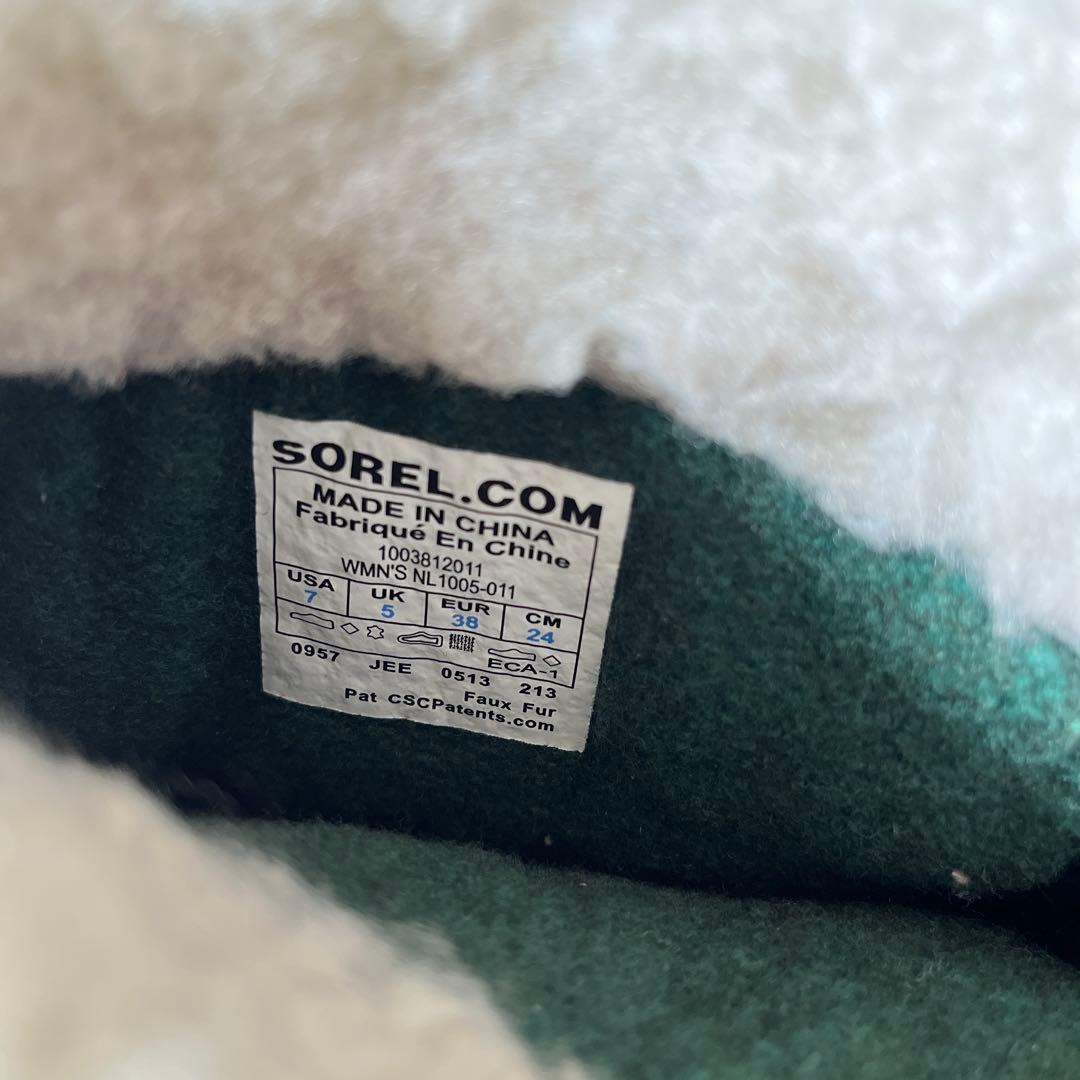 SOREL.COM
MADE IN CHINA
Fabriqué En Chine
1003812011
WMN'S NL1005-011
USA UK EUR CM
7 5 38 24
ECA-1
0957 JEE 0513 213
Faux Fur
Pat CSCPatents.com